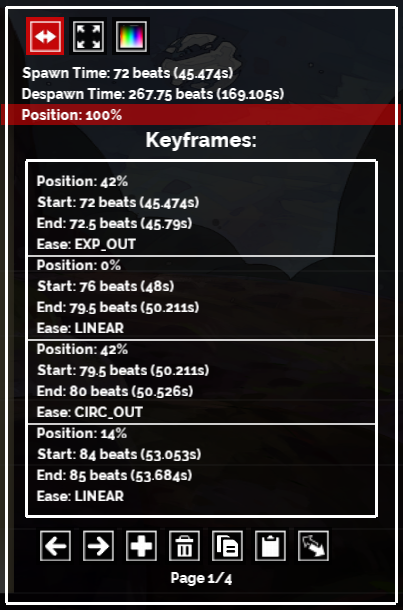 Spawn Time: 72 beats (45.474s)
Despawn Time: 267.75 beats (169.105s)
Position: 100%
Keyframes:
Position: 42%
Start: 72 beats (45.474s)
End: 72.5 beats (45.79s)
Ease: EXP_OUT
Position: 0%
Start: 76 beats (48s)
End: 79.5 beats (50.211s)
Ease: LINEAR
Position: 42%
Start: 79.5 beats (50.211s)
End: 80 beats (50.526s)
Ease: CIRC_OUT
Position: 14%
Start: 84 beats (53.053s)
End: 85 beats (53.684s)
Ease: LINEAR
Page 1/4